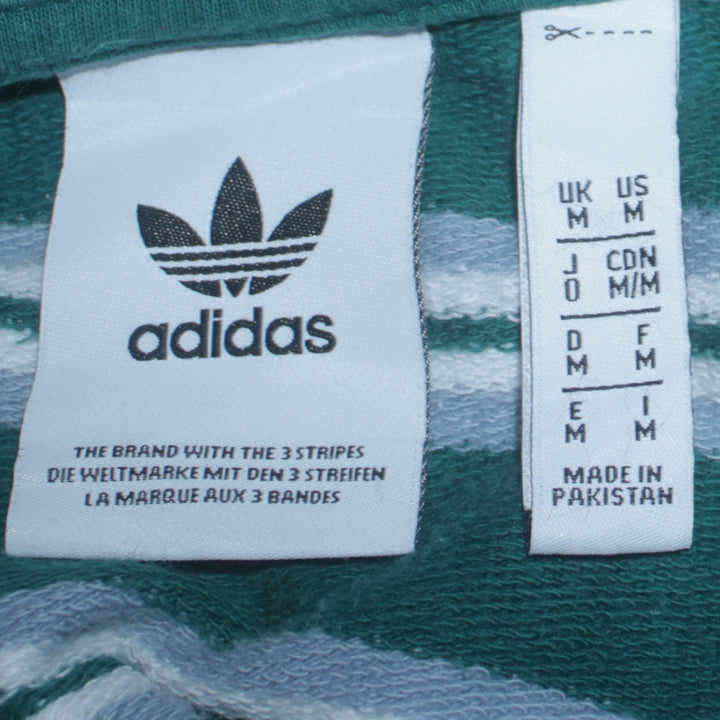 adidas
THE BRAND WITH THE 3 STRIPES
DIE WELTMARKE MIT DEN 3 STREIFEN
LA MARQUE AUX 3 BANDES
UK US
M M
J CDN
O M/M
D F
M M
E I
M M
MADE IN
PAKISTAN